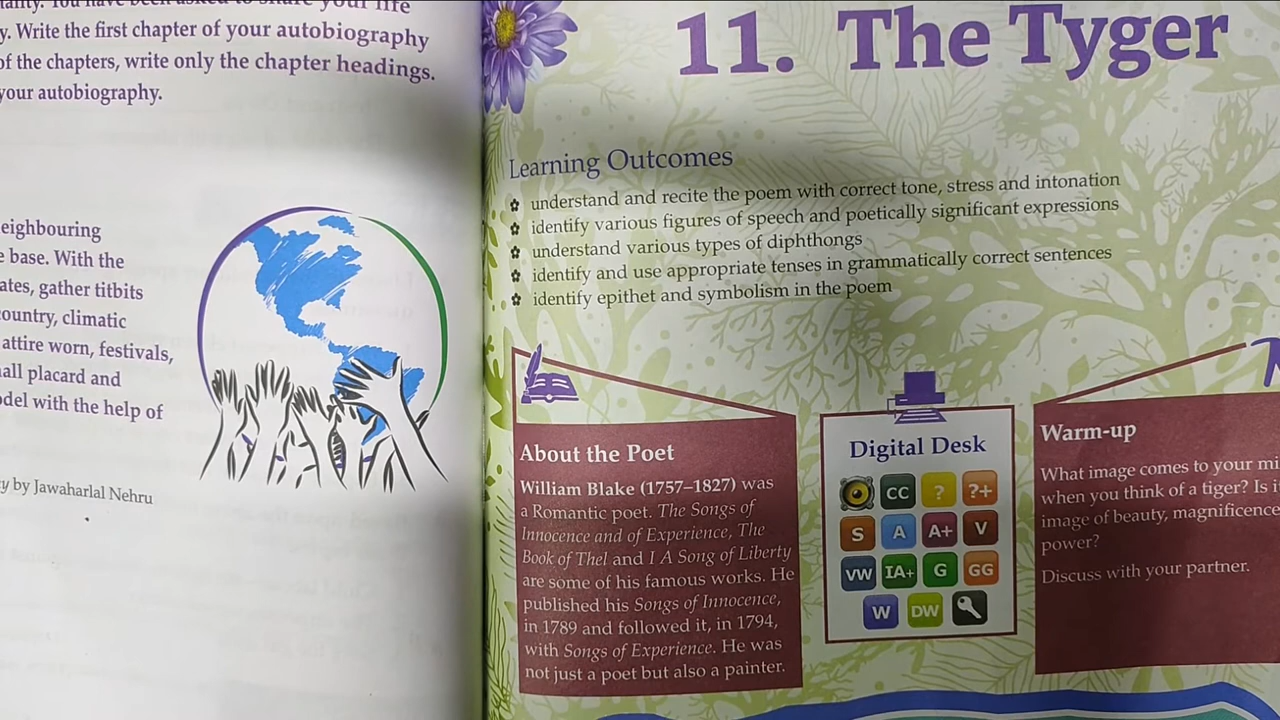 share your life
y. Write the first chapter of your autobiography
of the chapters, write only the chapter headings.
your autobiography.
eighbouring
e base. With the
ates, gather titbits
ountry, climatic
attire worn, festivals,
all placard and
odel with the help of
y by Jawaharlal Nehru
11. The Tyger
Learning Outcomes
understand and recite the poem with correct tone, stress and intonation
identify various figures of speech and poetically significant expressions
understand various types of diphthongs
identify and use appropriate tenses in grammatically correct sentences
identify epithet and symbolism in the poem
About the Poet
William Blake (1757–1827) was
a Romantic poet. The Songs of
Innocence and of Experience, The
Book of Thel and I A Song of Liberty
are some of his famous works. He
published his Songs of Innocence,
in 1789 and followed it, in 1794,
with Songs of Experience. He was
not just a poet but also a painter.
Digital Desk
CC ? ?+
S A A+ V
VW IA+ G GG
W DW
Warm-up
What image comes to your mi
when you think of a tiger? Is i
image of beauty, magnificence
power?
Discuss with your partner.